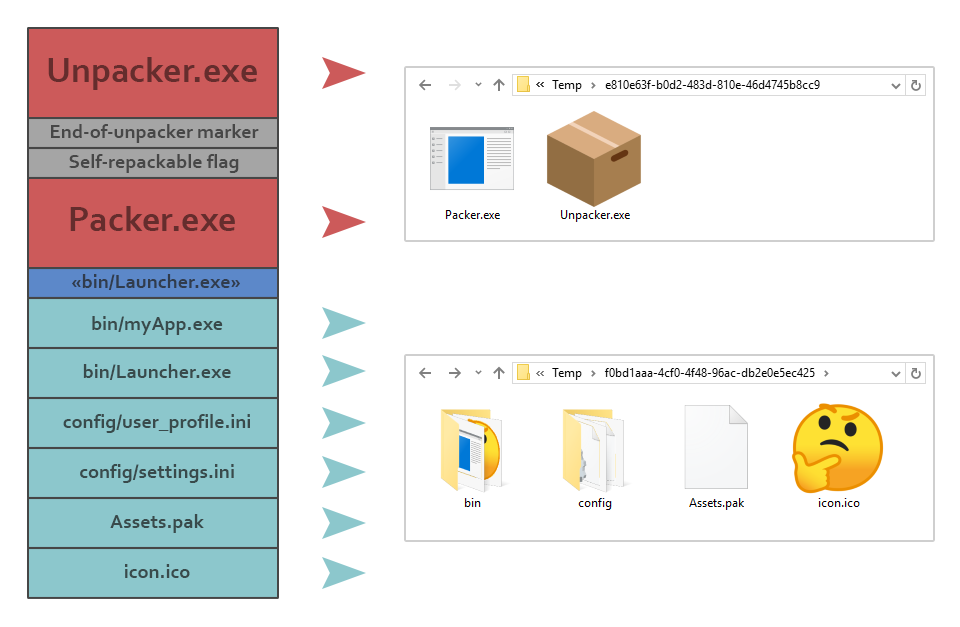 Unpacker.exe
End-of-unpacker marker
Self-repackable flag
Packer.exe
«bin/Launcher.exe»
bin/myApp.exe
bin/Launcher.exe
config/user_profile.ini
config/settings.ini
Assets.pak
icon.ico
« Temp › e810e63f-b0d2-483d-810e-46d4745b8cc9
Packer.exe
Unpacker.exe
« Temp › f0bd1aaa-4cf0-4f48-96ac-db2e0e5ec425 ›
bin
config
Assets.pak
icon.ico